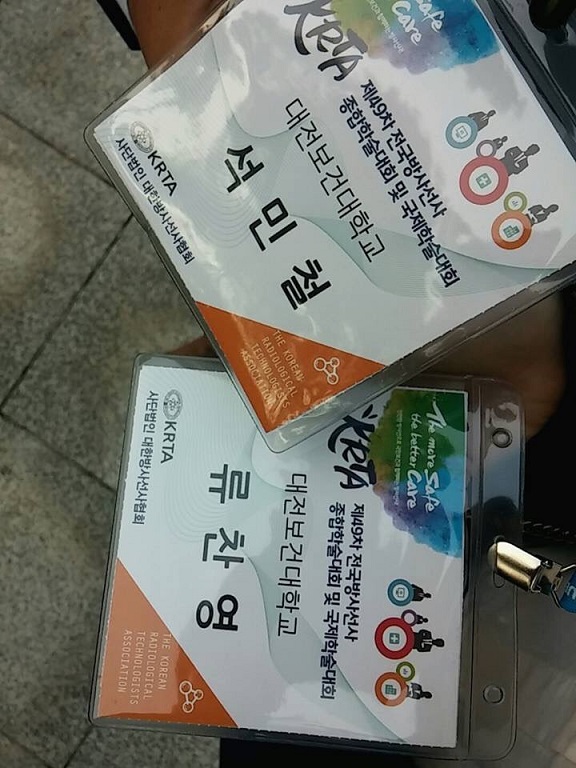 KRTA
Safe
Care
제49차 전국방사선사
종합학술대회 및 국제학술대회
대전보건대학교
석민철
KRTA
사단법인 대한방사선사협회
THE KOREAN
RADIOLOGICAL
TECHNOLOGISTS
ASSOCIATION
KRTA
The more Safe
the better Care
제49차 전국방사선사
종합학술대회 및 국제학술대회
대전보건대학교
류찬영
KRTA
사단법인 대한방사선사협회
THE KOREAN
RADIOLOGICAL
TECHNOLOGISTS
ASSOCIATION